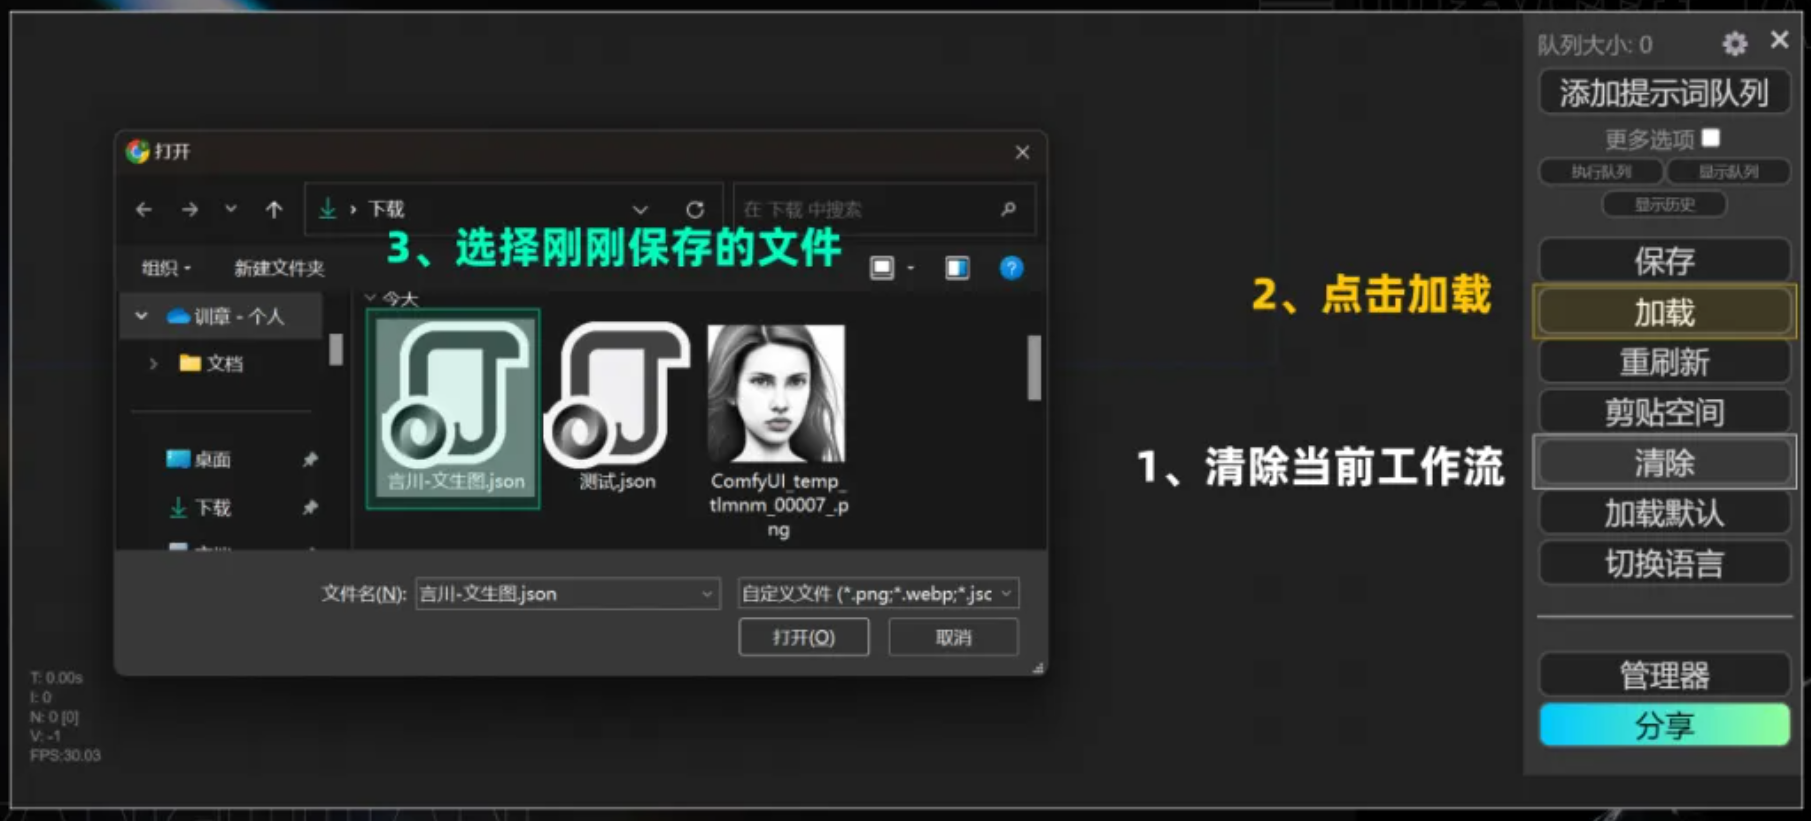 打开
下载
在 下载 中搜索
3、选择刚刚保存的文件
组织
新建文件夹
今天
训章 - 个人
文档
桌面
下载
言川-文生图.json
测试.json
ComfyUI_temp_
tlmnm_00007_.p
ng
文件名(N):
言川-文生图.json
自定义文件 (*.png;*.webp;*.jsc
打开(O)
取消
T: 0.00s
I: 0
N: 0 [0]
V: -1
FPS:30.03
2、点击加载
1、清除当前工作流
队列大小: 0
添加提示词队列
更多选项
执行队列
显示队列
显示历史
保存
加载
重刷新
剪贴空间
清除
加载默认
切换语言
管理器
分享